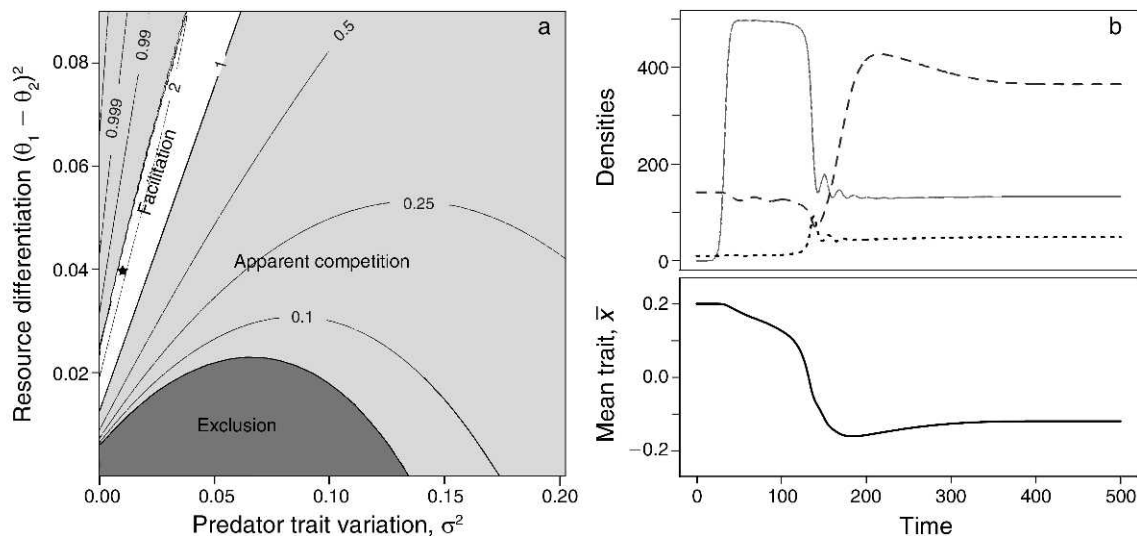 a
Resource differentiation (θ₁ − θ₂)²
0.08
0.06
0.04
0.02
0.999
0.99
2
1
0.5
0.25
0.1
Facilitation
Apparent competition
Exclusion
0.00
0.05
0.10
0.15
0.20
Predator trait variation, σ²
b
Densities
400
200
0
Mean trait, x̅
0.2
0.0
−0.2
0
100
200
300
400
500
Time